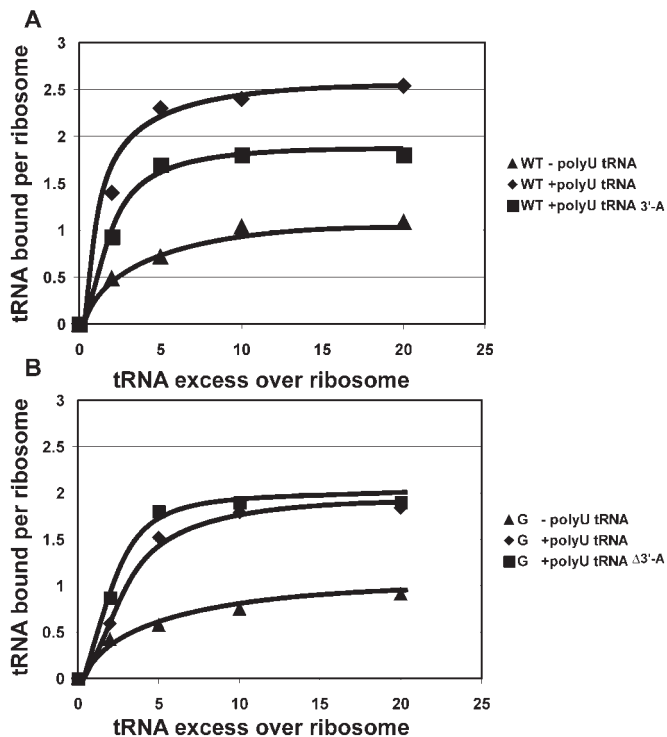 A
tRNA bound per ribosome
3
2.5
2
1.5
1
0.5
0
0 5 10 15 20 25
tRNA excess over ribosome
▲ WT - polyU tRNA
◆ WT +polyU tRNA
■ WT +polyU tRNA 3'-A
B
tRNA bound per ribosome
3
2.5
2
1.5
1
0.5
0
0 5 10 15 20 25
tRNA excess over ribosome
▲ G - polyU tRNA
◆ G +polyU tRNA
■ G +polyU tRNA Δ3'-A